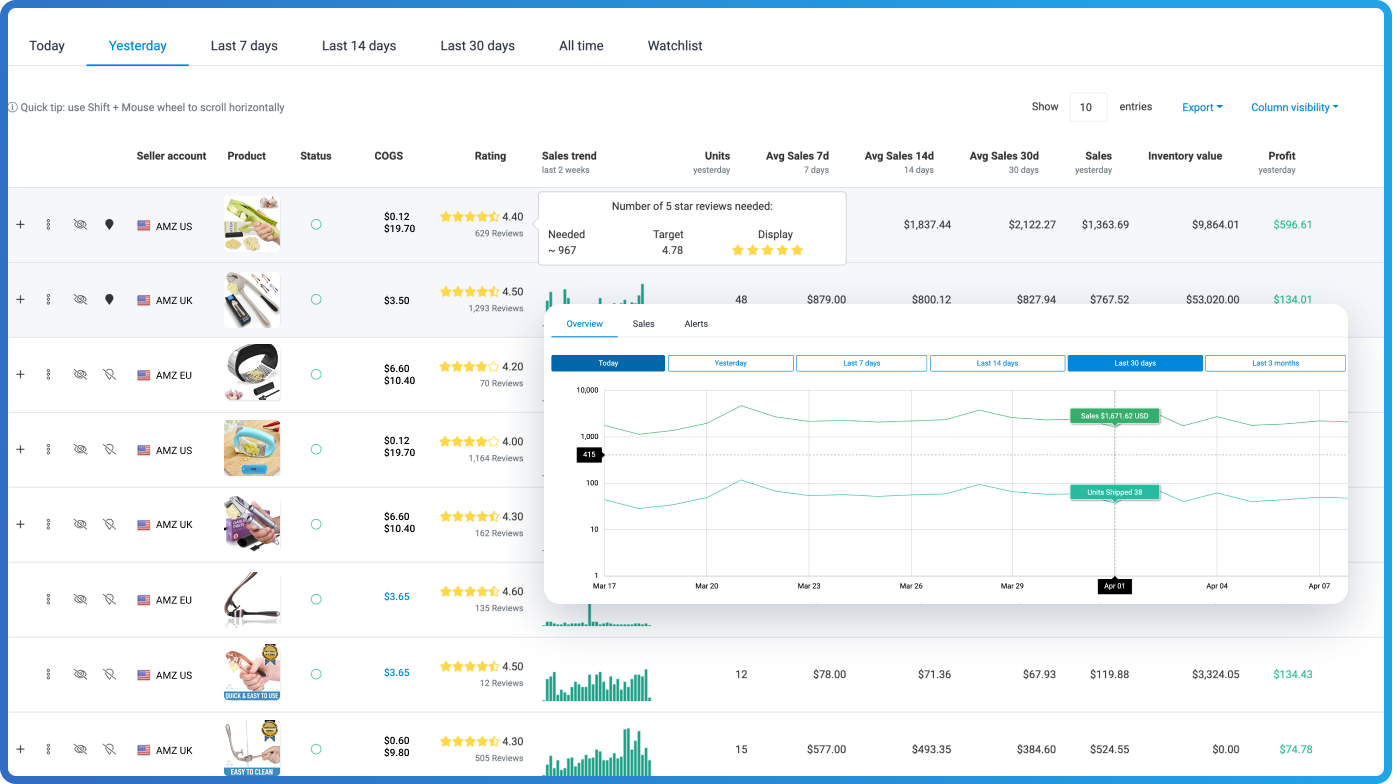 Today Yesterday Last 7 days Last 14 days Last 30 days All time Watchlist
Quick tip: use Shift + Mouse wheel to scroll horizontally
Show 10 entries Export Column visibility
Seller account Product Status COGS Rating Sales trend Units Avg Sales 7d Avg Sales 14d Avg Sales 30d Sales Inventory value Profit
last 2 weeks yesterday 7 days 14 days 30 days yesterday yesterday
AMZ US $0.12 4.40 $1,837.44 $2,122.27 $1,363.69 $9,864.01 $596.61
$19.70 629 Reviews
Number of 5 star reviews needed:
Needed Target Display
~ 967 4.78
AMZ UK $3.50 4.50 48 $879.00 $800.12 $827.94 $767.52 $53,020.00 $134.01
1,293 Reviews
AMZ EU $6.60 4.20
$10.40 70 Reviews
AMZ US $0.12 4.00
$19.70 1,164 Reviews
AMZ UK $6.60 4.30
$10.40 162 Reviews
AMZ EU $3.65 4.60
135 Reviews
Overview Sales Alerts
Today Yesterday Last 7 days Last 14 days Last 30 days Last 3 months
10,000
Sales $1,671.62 USD
1,000
415
100
Units Shipped 38
10
1
Mar 17 Mar 20 Mar 23 Mar 26 Mar 29 Apr 01 Apr 04 Apr 07
AMZ US $3.65 4.50 12 $78.00 $71.36 $67.93 $119.88 $3,324.05 $134.43
12 Reviews
QUICK & EASY TO USE
AMZ UK $0.60 4.30 15 $577.00 $493.35 $384.60 $524.55 $0.00 $74.78
$9.80 505 Reviews
EASY TO CLEAN